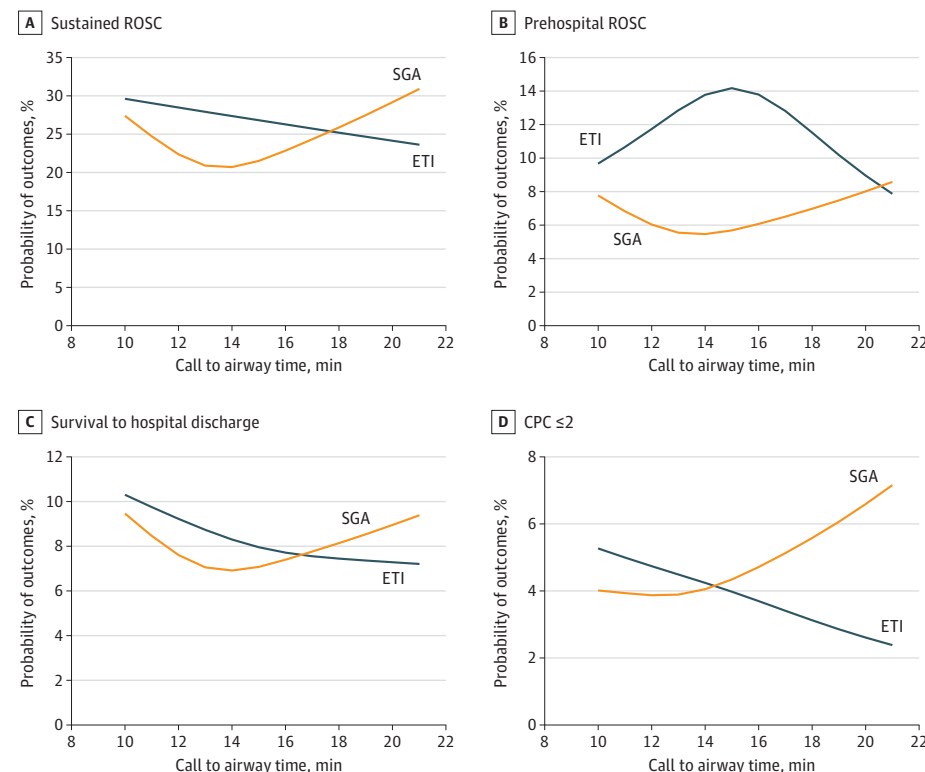 A Sustained ROSC
Probability of outcomes, %
35
30
25
20
15
10
5
0
8 10 12 14 16 18 20 22
Call to airway time, min
SGA
ETI
B Prehospital ROSC
Probability of outcomes, %
16
14
12
10
8
6
4
2
0
8 10 12 14 16 18 20 22
Call to airway time, min
ETI
SGA
C Survival to hospital discharge
Probability of outcomes, %
12
10
8
6
4
2
0
8 10 12 14 16 18 20 22
Call to airway time, min
SGA
ETI
D CPC ≤2
Probability of outcomes, %
8
6
4
2
0
8 10 12 14 16 18 20 22
Call to airway time, min
SGA
ETI